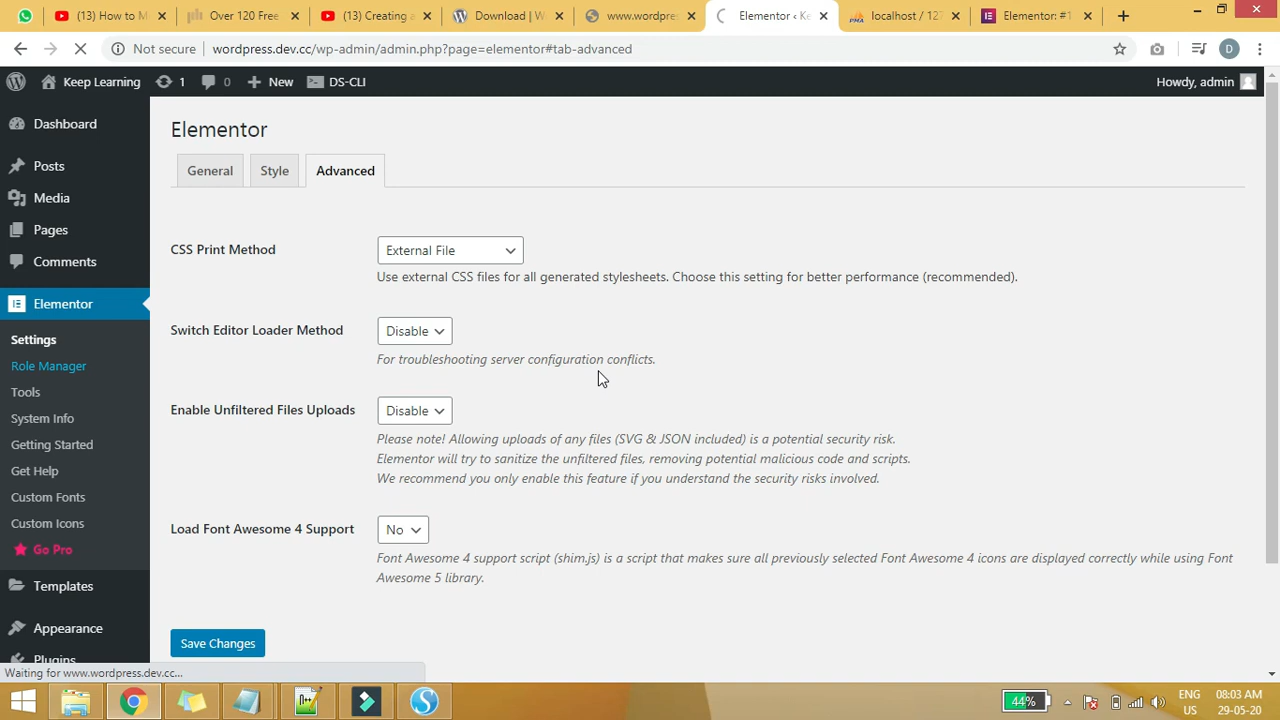 (13) How to M
Over 120 Free
(13) Creating a
Download | W
www.wordpres
Elementor ‹ Ke
localhost / 127
Elementor: #1
Not secure
wordpress.dev.cc/wp-admin/admin.php?page=elementor#tab-advanced
D
Keep Learning
1
0
New
DS-CLI
Howdy, admin
Dashboard
Posts
Media
Pages
Comments
Elementor
Settings
Role Manager
Tools
System Info
Getting Started
Get Help
Custom Fonts
Custom Icons
Go Pro
Templates
Appearance
Plugins
Elementor
General
Style
Advanced
CSS Print Method
External File
Use external CSS files for all generated stylesheets. Choose this setting for better performance (recommended).
Switch Editor Loader Method
Disable
For troubleshooting server configuration conflicts.
Enable Unfiltered Files Uploads
Disable
Please note! Allowing uploads of any files (SVG & JSON included) is a potential security risk.
Elementor will try to sanitize the unfiltered files, removing potential malicious code and scripts.
We recommend you only enable this feature if you understand the security risks involved.
Load Font Awesome 4 Support
No
Font Awesome 4 support script (shim.js) is a script that makes sure all previously selected Font Awesome 4 icons are displayed correctly while using Font
Awesome 5 library.
Save Changes
Waiting for www.wordpress.dev.cc...
44%
ENG
US
08:03 AM
29-05-20